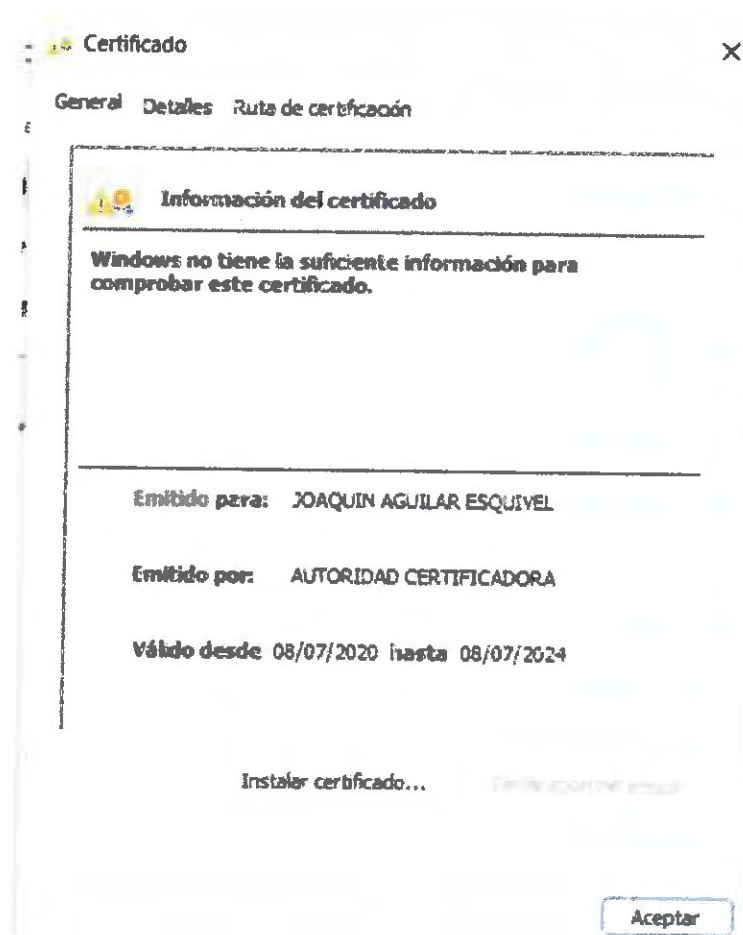 Certificado
General Detalles Ruta de certificación
Información del certificado
Windows no tiene la suficiente información para
comprobar este certificado.
Emitido para: JOAQUIN AGUILAR ESQUIVEL
Emitido por: AUTORIDAD CERTIFICADORA
Válido desde 08/07/2020 hasta 08/07/2024
Instalar certificado...
Aceptar